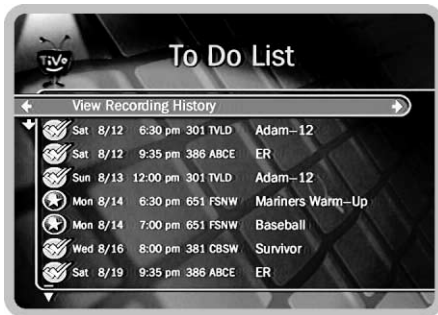 TiVo
To Do List
View Recording History
Sat 8/12 6:30 pm 301 TVLD Adam-12
Sat 8/12 9:35 pm 386 ABCE ER
Sun 8/13 12:00 pm 301 TVLD Adam-12
Mon 8/14 6:30 pm 651 FSNW Mariners Warm-Up
Mon 8/14 7:00 pm 651 FSNW Baseball
Wed 8/16 8:00 pm 381 CBSW Survivor
Sat 8/19 9:35 pm 386 ABCE ER